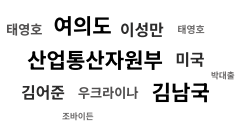 태영호 여의도 이성만 태영호
산업통상자원부 미국
박대출
김어준 우크라이나 김남국
조바이든